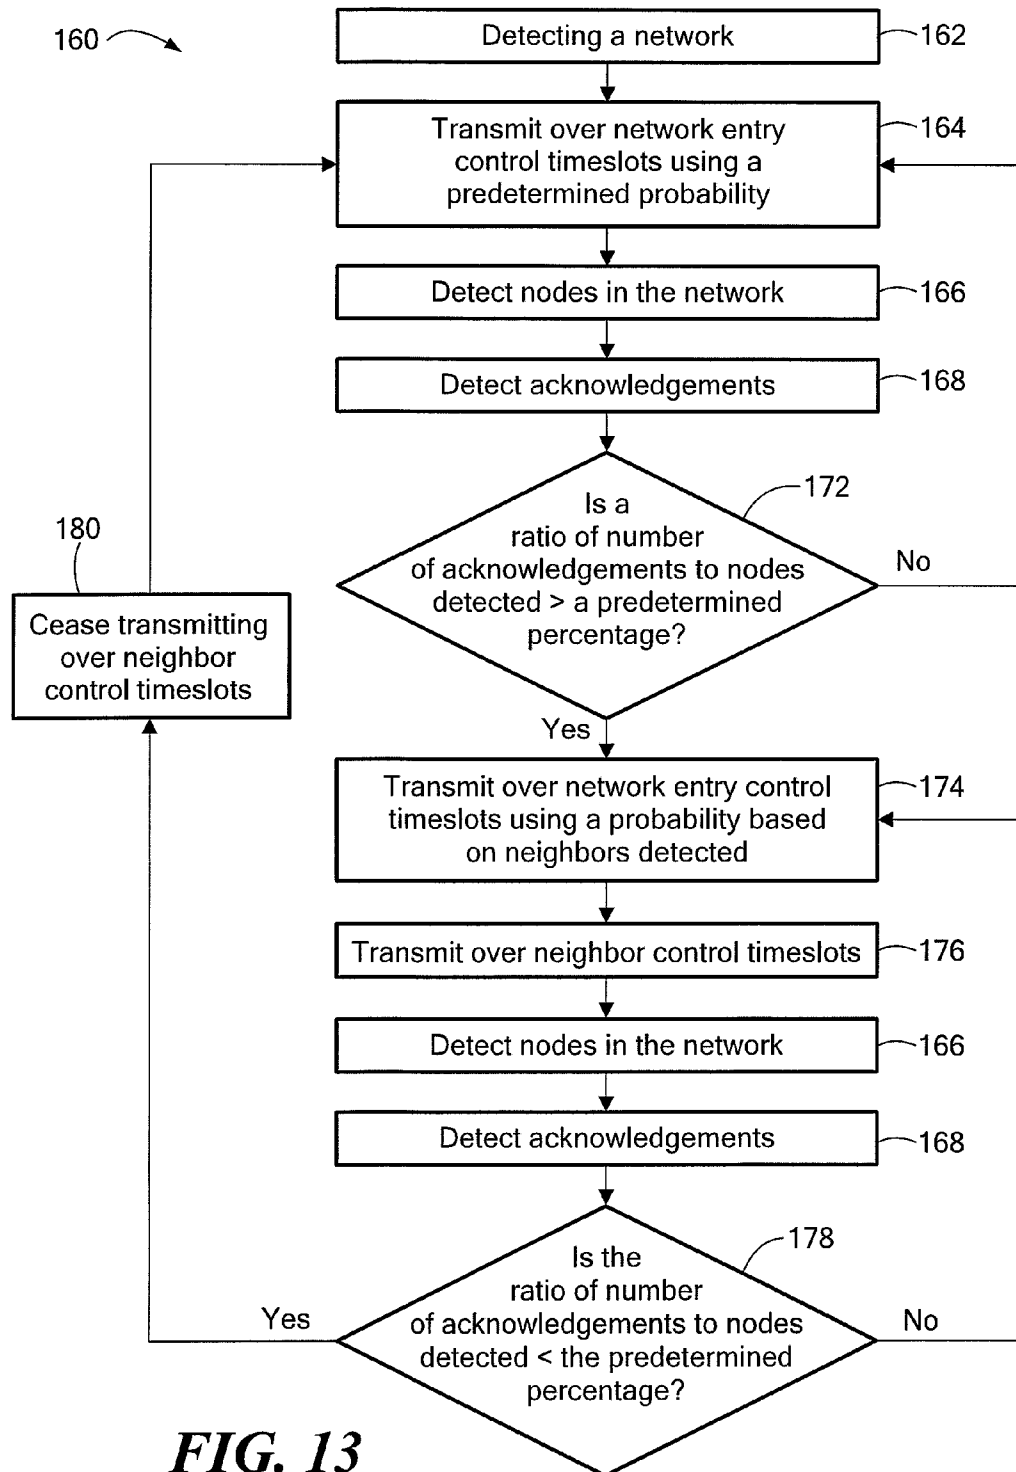 160
Detecting a network
162
Transmit over network entry
control timeslots using a
predetermined probability
164
Detect nodes in the network
166
Detect acknowledgements
168
Is a
ratio of number
of acknowledgements to nodes
detected > a predetermined
percentage?
172
No
Yes
180
Cease transmitting
over neighbor
control timeslots
Transmit over network entry control
timeslots using a probability based
on neighbors detected
174
Transmit over neighbor control timeslots
176
Detect nodes in the network
166
Detect acknowledgements
168
Is the
ratio of number
of acknowledgements to nodes
detected < the predetermined
percentage?
178
Yes
No
FIG. 13